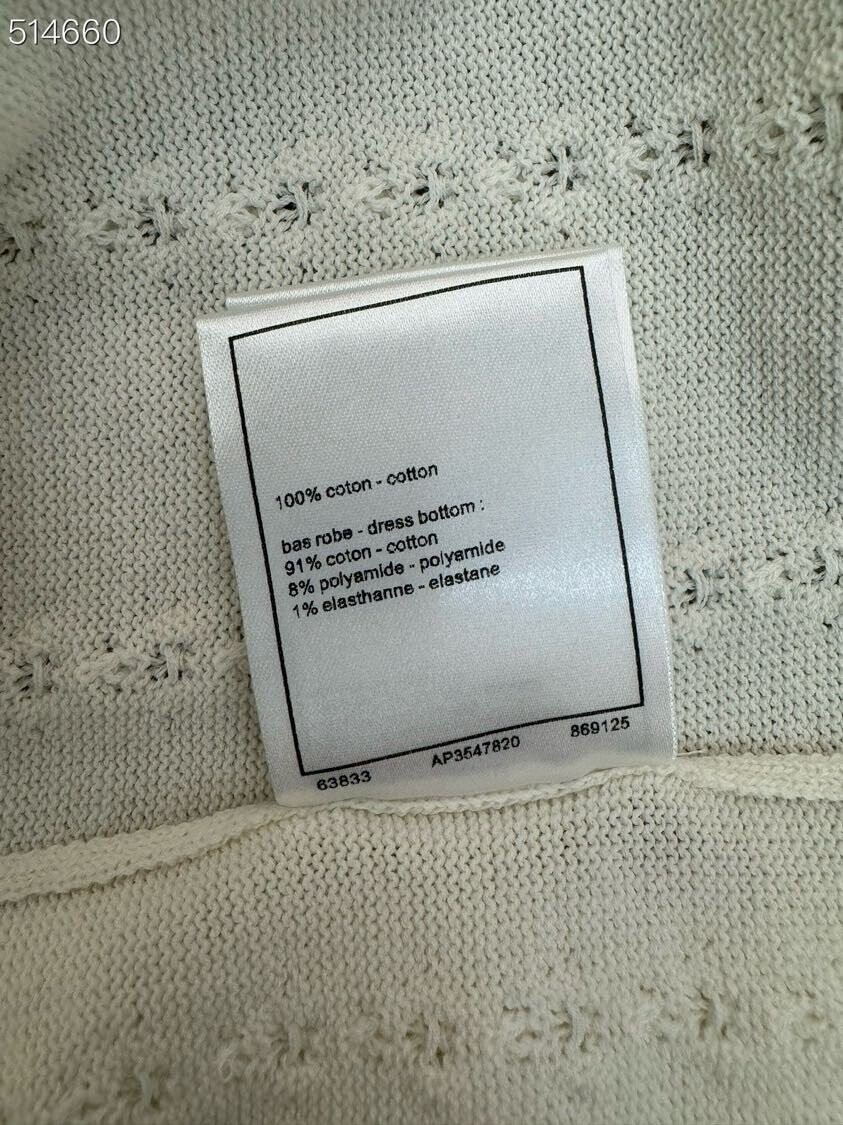 514660
100% coton - cotton
bas robe - dress bottom :
91% coton - cotton
8% polyamide - polyamide
1% elasthanne - elastane
63833 AP3547820 869125